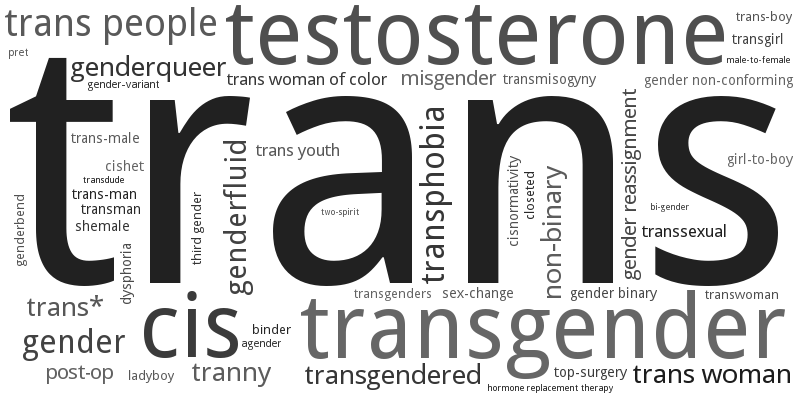 trans people
testosterone
trans-boy
transgirl
pret
genderqueer
male-to-female
gender-variant
trans woman of color
misgender
transmisogyny
gender non-conforming
trans
trans-male
cishet
transdude
trans-man
transman
shemale
genderbend
dysphoria
third gender
genderfluid
trans youth
two-spirit
transphobia
cisnormativity
closeted
non-binary
gender reassignment
girl-to-boy
bi-gender
transsexual
trans*
cis
transgenders
sex-change
gender binary
transwoman
gender
binder
agender
transgender
post-op
ladyboy
tranny
transgendered
top-surgery
trans woman
hormone replacement therapy